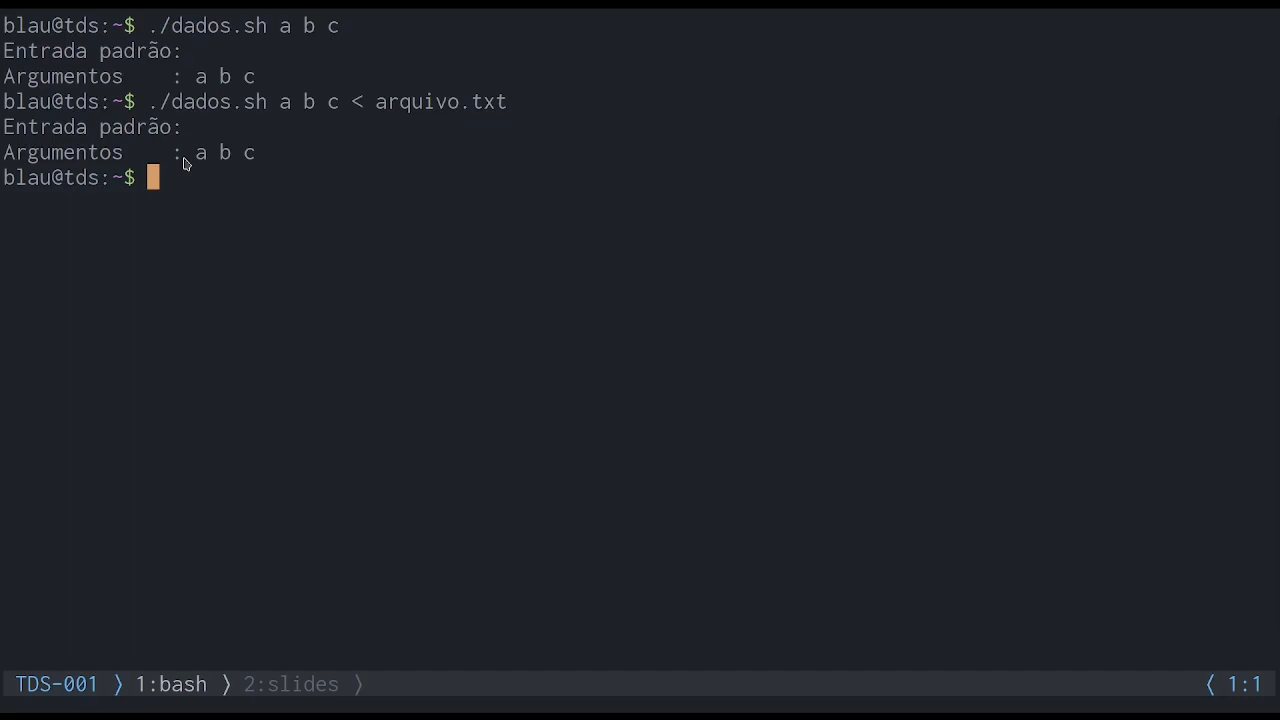 blau@tds:~$ ./dados.sh a b c
Entrada padrão:
Argumentos    : a b c
blau@tds:~$ ./dados.sh a b c < arquivo.txt
Entrada padrão:
Argumentos    : a b c
blau@tds:~$
TDS-001 〉 1:bash 〉 2:slides 〉 〈 1:1